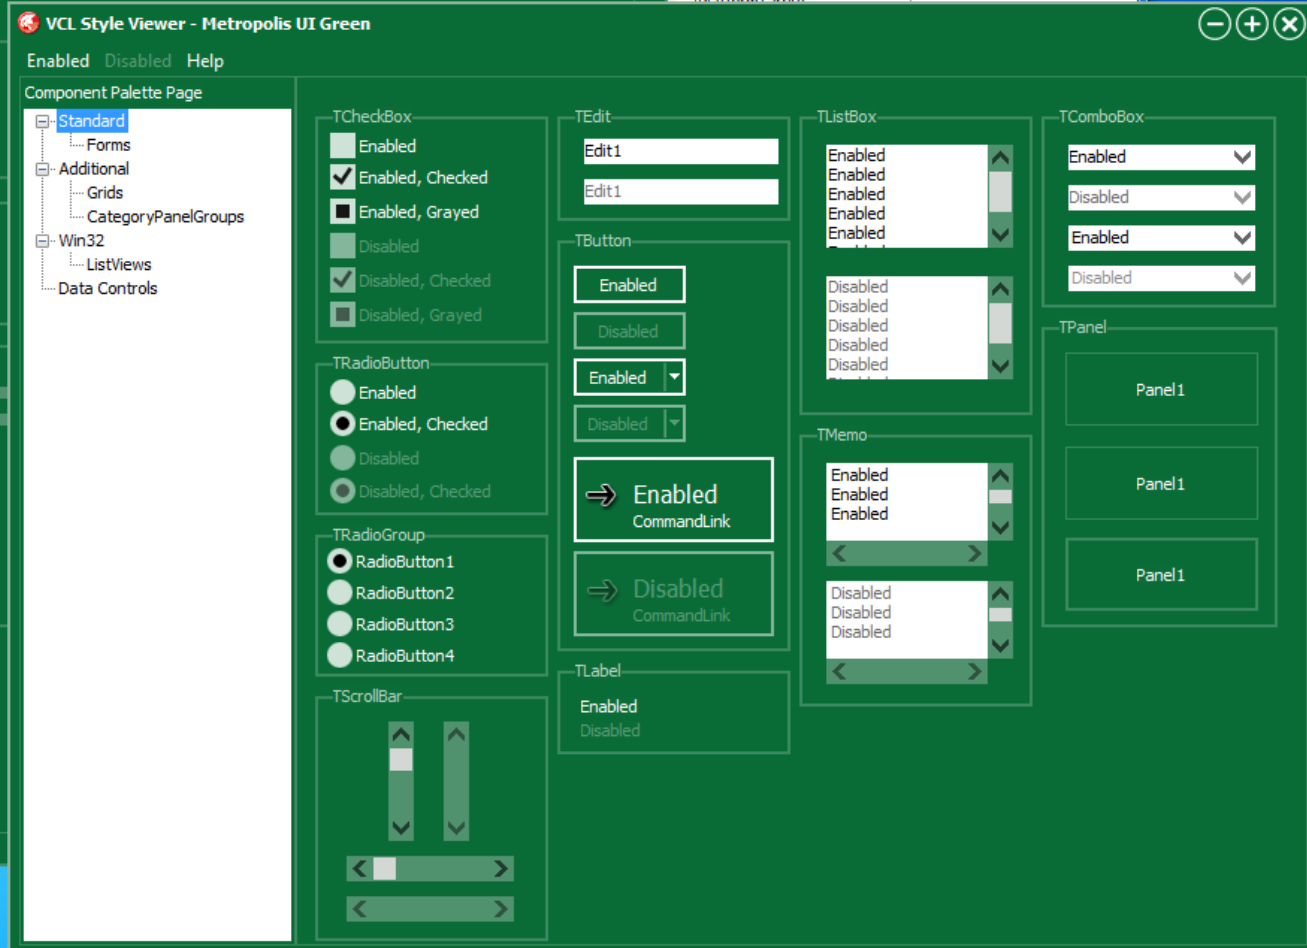 VCL Style Viewer - Metropolis UI Green
Enabled Disabled Help
Component Palette Page
Standard
Forms
Additional
Grids
CategoryPanelGroups
Win32
ListViews
Data Controls
TCheckBox
Enabled
Enabled, Checked
Enabled, Grayed
Disabled
Disabled, Checked
Disabled, Grayed
TRadioButton
Enabled
Enabled, Checked
Disabled
Disabled, Checked
TRadioGroup
RadioButton1
RadioButton2
RadioButton3
RadioButton4
TScrollBar
TEdit
Edit1
Edit1
TButton
Enabled
Disabled
Enabled
Disabled
Enabled
CommandLink
Disabled
CommandLink
TLabel
Enabled
Disabled
TListBox
Enabled
Enabled
Enabled
Enabled
Enabled
Disabled
Disabled
Disabled
Disabled
Disabled
TMemo
Enabled
Enabled
Enabled
Disabled
Disabled
Disabled
TComboBox
Enabled
Disabled
Enabled
Disabled
TPanel
Panel1
Panel1
Panel1